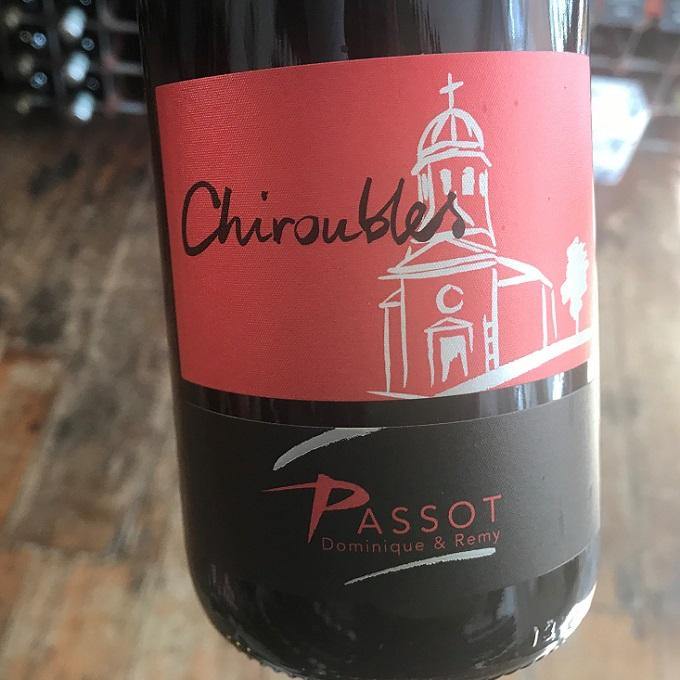 Chiroubles
PASSOT
Dominique & Remy